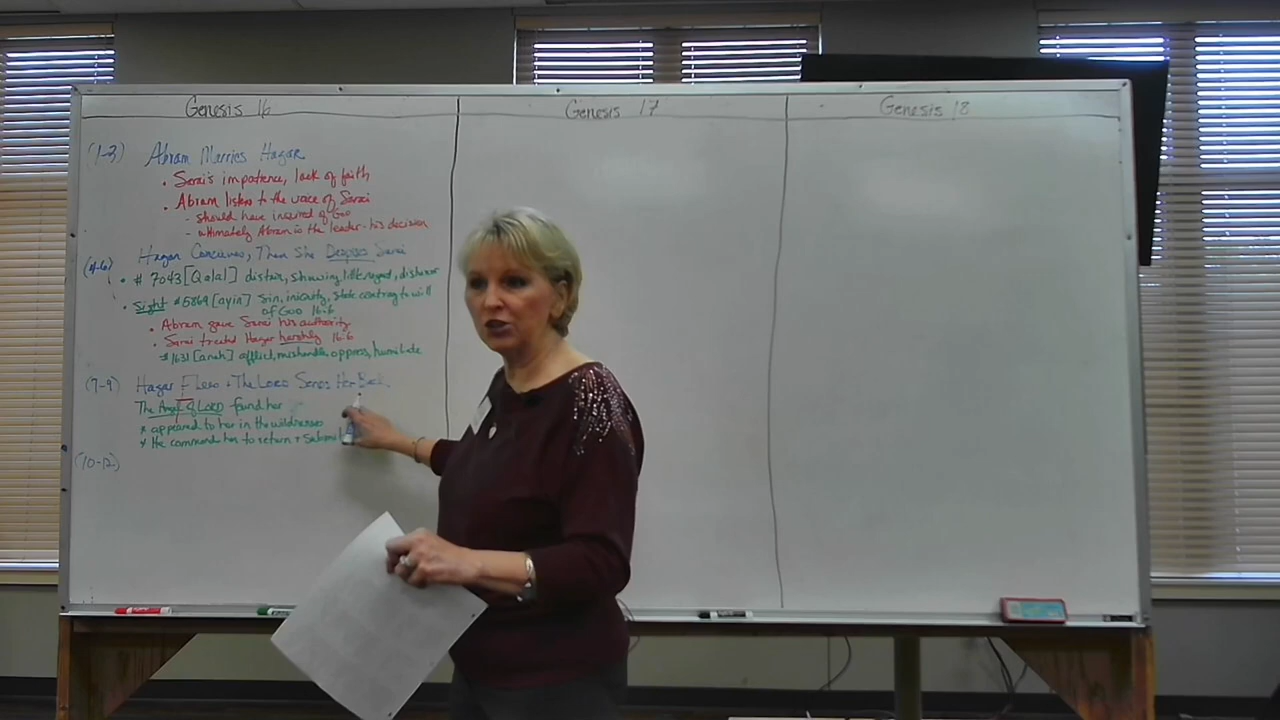 Genesis 16
Genesis 17
Genesis 18
(1-3) Abram Marries Hagar
• Sarai's impatience, lack of faith
• Abram listens to the voice of Sarai
- should have inquired of GOD
- ultimately Abram is the leader - his decision
(4-6) Hagar Conceives, Then She Despises Sarai
• # 7043 [Qalal] disdain, showing little regard, dishonor
• Sight # 5869 [ayin] sin, iniquity, state contrary to will
of GOD 16:6
• Abram gave Sarai his authority
• Sarai treated Hagar harshly 16:6
[anah] afflict, mishandle, oppress, humiliate
(7-9) Hagar Flees + The LORD Sends Her Back
The Angel of LORD found her
* appeared to her in the wilderness
* He command her to return +
(10-12)